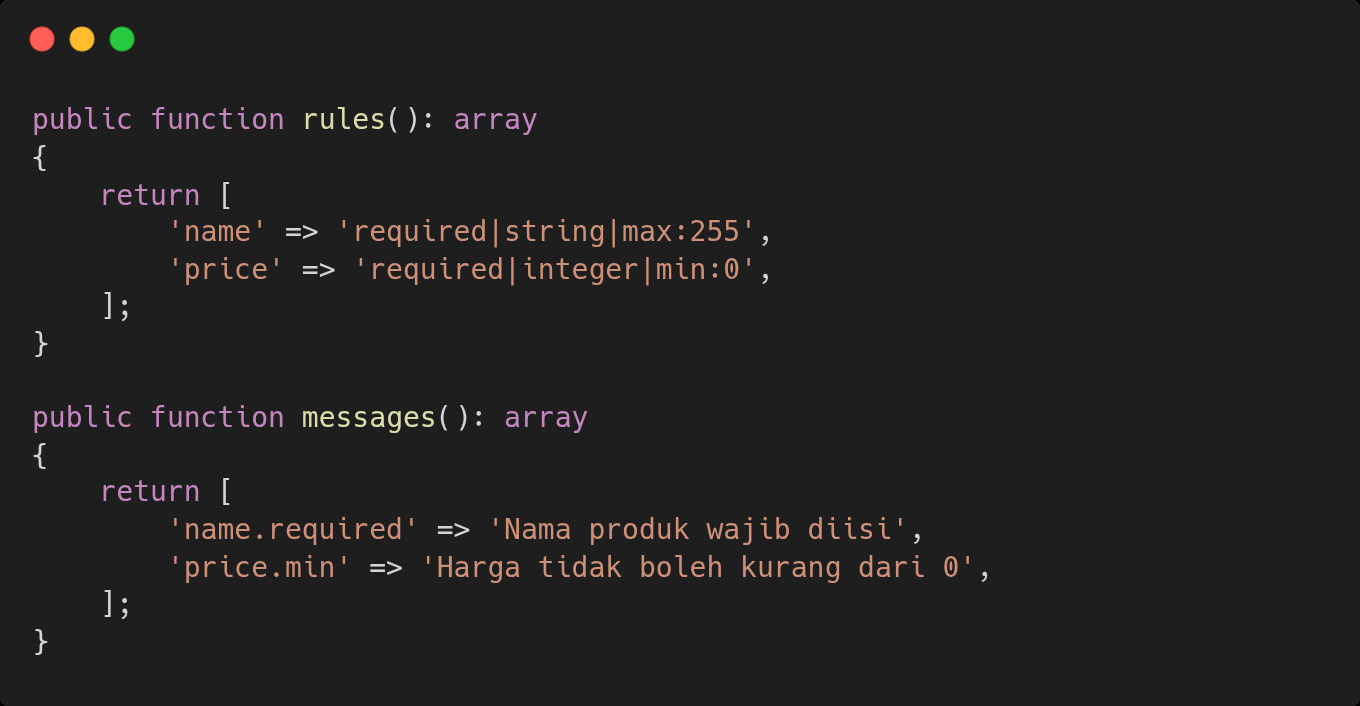 public function rules(): array
{
    return [
        'name' => 'required|string|max:255',
        'price' => 'required|integer|min:0',
    ];
}

public function messages(): array
{
    return [
        'name.required' => 'Nama produk wajib diisi',
        'price.min' => 'Harga tidak boleh kurang dari 0',
    ];
}